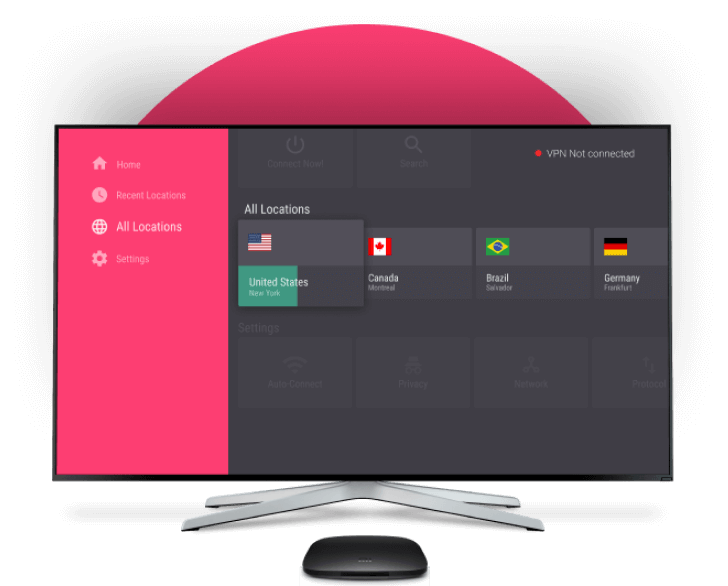 Connect Now!
Search
VPN Not connected
Home
Recent Locations
All Locations
Settings
All Locations
United States
New York
Canada
Montreal
Brazil
Salvador
Germany
Frankfurt
Settings
Auto Connect
Privacy
Network
Protocol